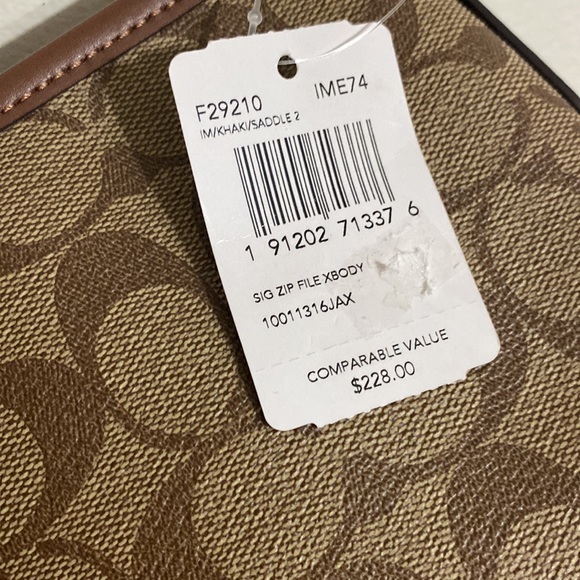 F29210 IME74
IM/KHAKI/SADDLE 2
1 91202 71337 6
SIG ZIP FILE XBODY
10011316JAX
COMPARABLE VALUE
$228.00